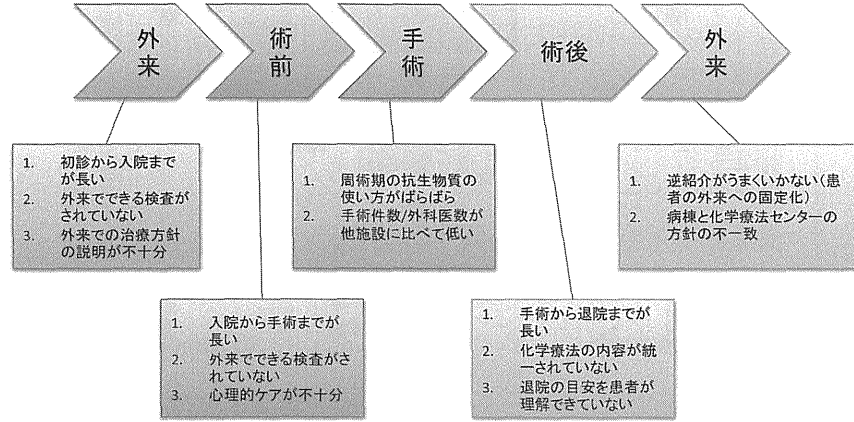 外来
術前
手術
術後
外来
1. 初診から入院まで
が長い
2. 外来でできる検査が
されていない
3. 外来での治療方針
の説明が不十分
1. 入院から手術までが
長い
2. 外来でできる検査がさ
れていない
3. 心理的ケアが不十分
1. 周術期の抗生物質の
使い方がばらばら
2. 手術件数/外科医数が
他施設に比べて低い
1. 手術から退院までが
長い
2. 化学療法の内容が統
一されていない
3. 退院の目安を患者が
理解できていない
1. 逆紹介がうまくいかない(患
者の外来への固定化)
2. 病棟と化学療法センターの
方針の不一致